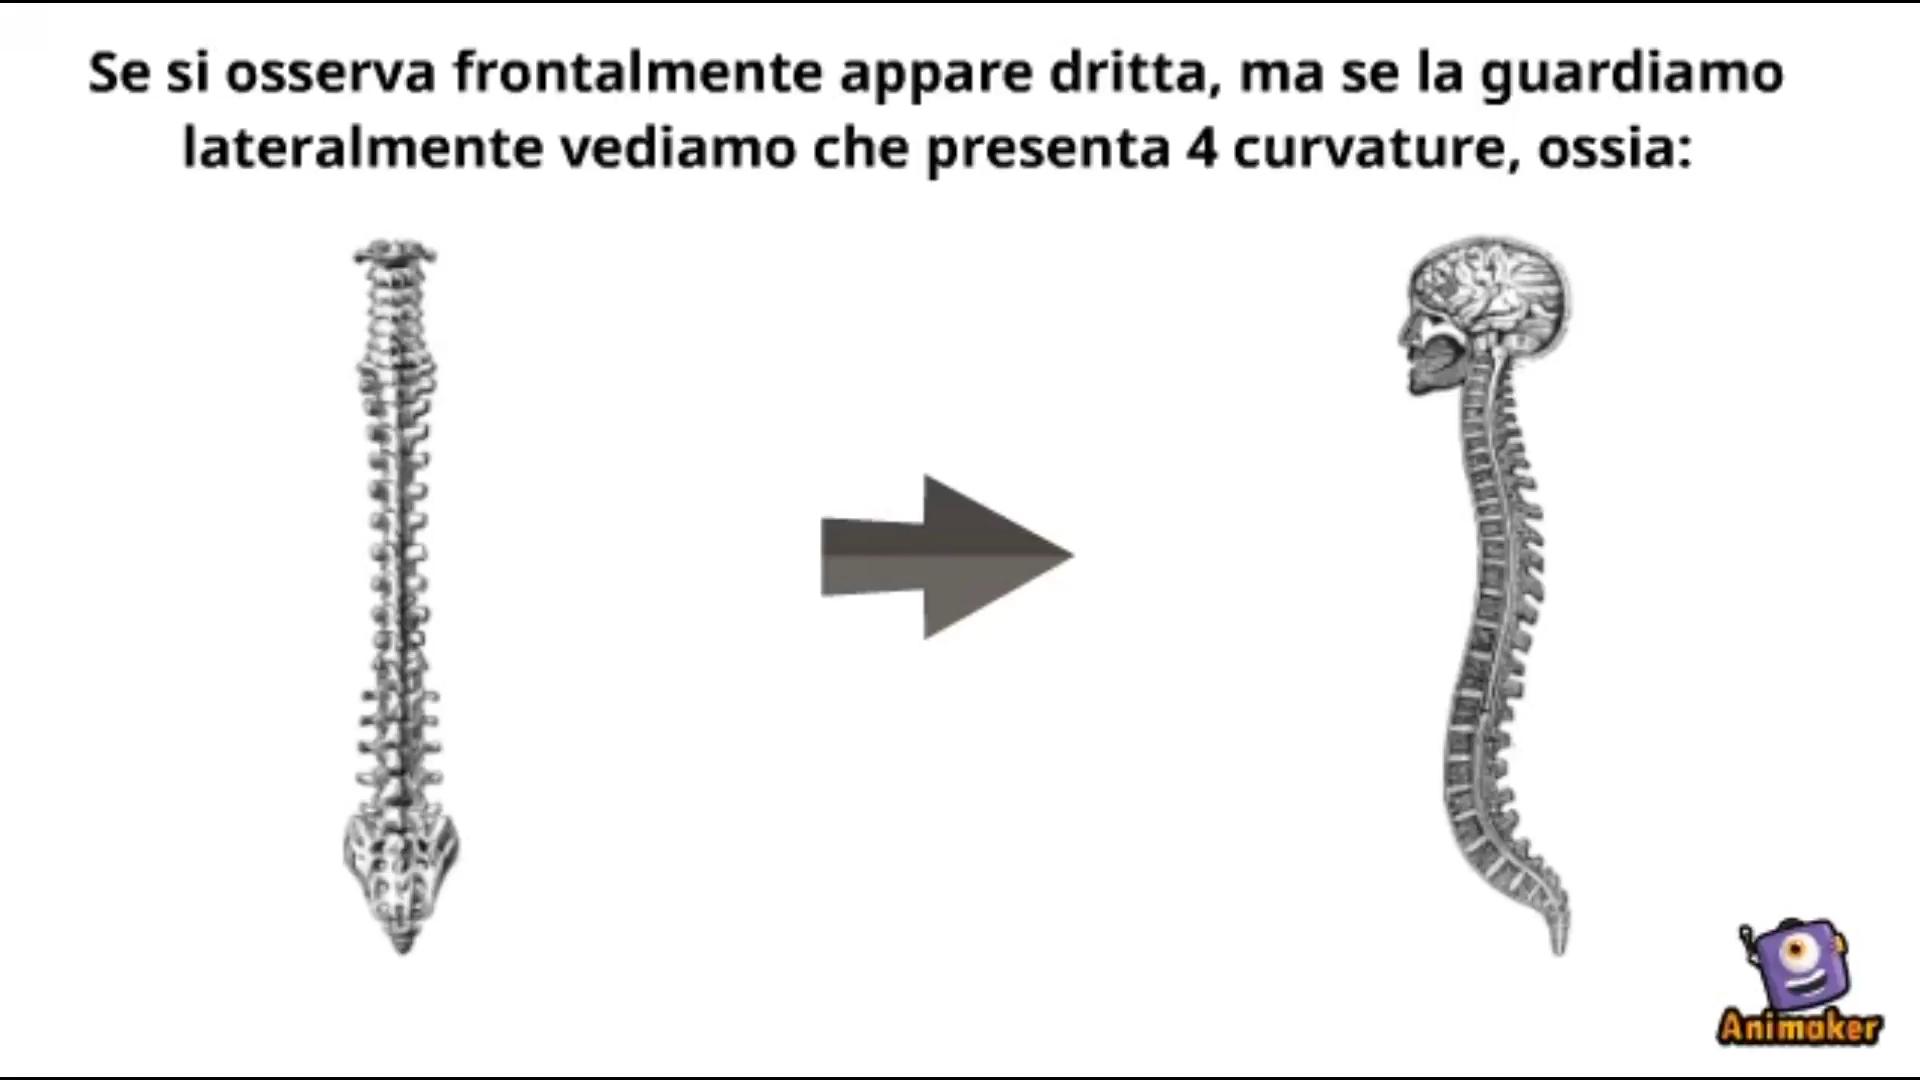 Se si osserva frontalmente appare dritta, ma se la guardiamo
lateralmente vediamo che presenta 4 curvature, ossia:
Animaker